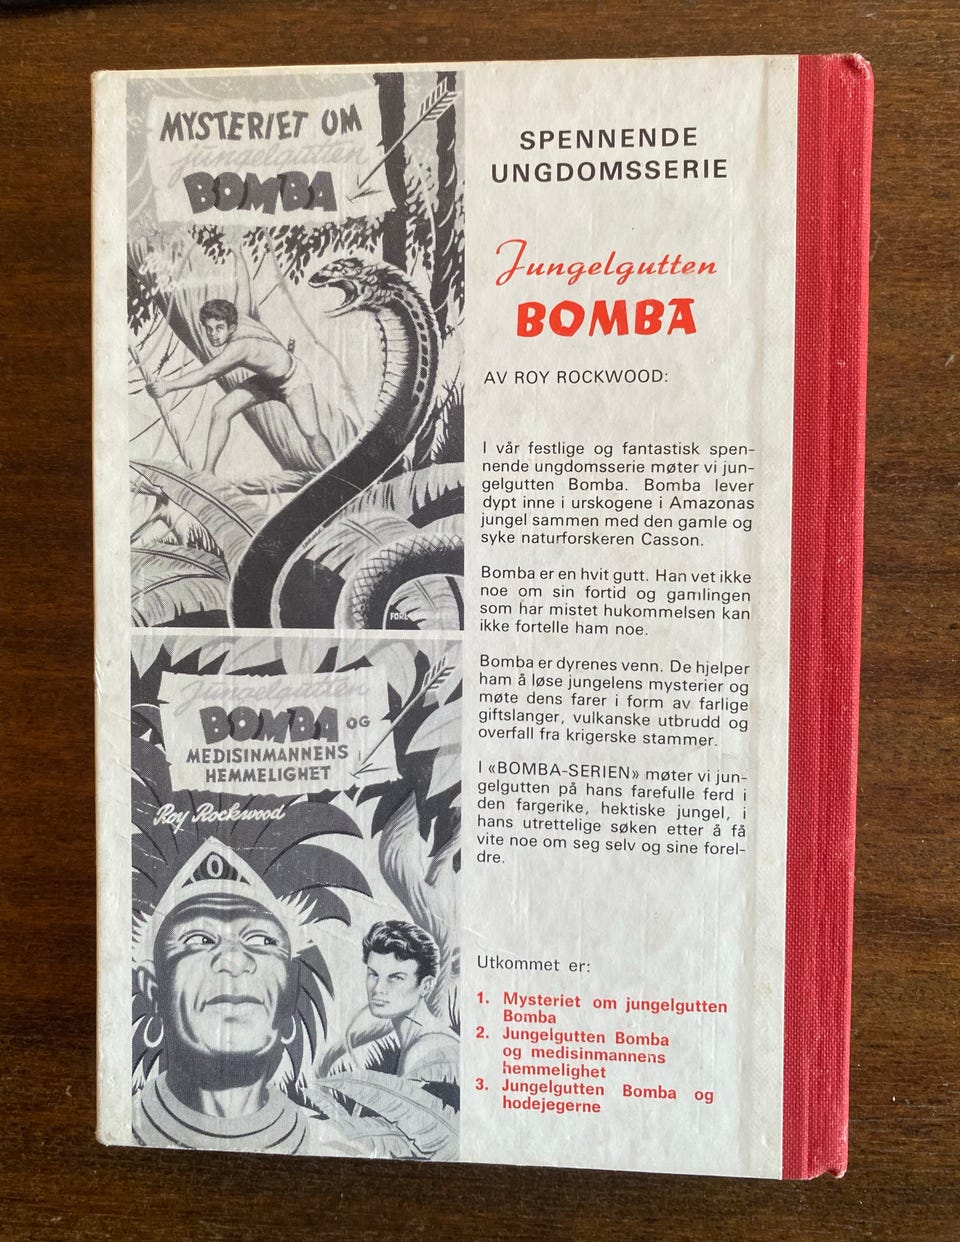 MYSTERIET OM
jungelgutten
BOMBA
Jungelgutten
BOMBA OG
MEDISINMANNENS
HEMMELIGHET
Roy Rockwood
SPENNENDE
UNGDOMSSERIE
Jungelgutten
BOMBA
AV ROY ROCKWOOD:
I vår festlige og fantastisk spen-
nende ungdomsserie møter vi jun-
gelgutten Bomba. Bomba lever
dypt inne i urskogene i Amazonas
jungel sammen med den gamle og
syke naturforskeren Casson.
Bomba er en hvit gutt. Han vet ikke
noe om sin fortid og gamlingen
som har mistet hukommelsen kan
ikke fortelle ham noe.
Bomba er dyrenes venn. De hjelper
ham å løse jungelens mysterier og
møte dens farer i form av farlige
giftslanger, vulkanske utbrudd og
overfall fra krigerske stammer.
I «BOMBA-SERIEN» møter vi jun-
gelgutten på hans farefulle ferd i
den fargerike, hektiske jungel, i
hans utrettelige søken etter å få
vite noe om seg selv og sine forel-
dre.
Utkommet er:
1. Mysteriet om jungelgutten
Bomba
2. Jungelgutten Bomba
og medisinmannens
hemmelighet
3. Jungelgutten Bomba og
hodejegerne